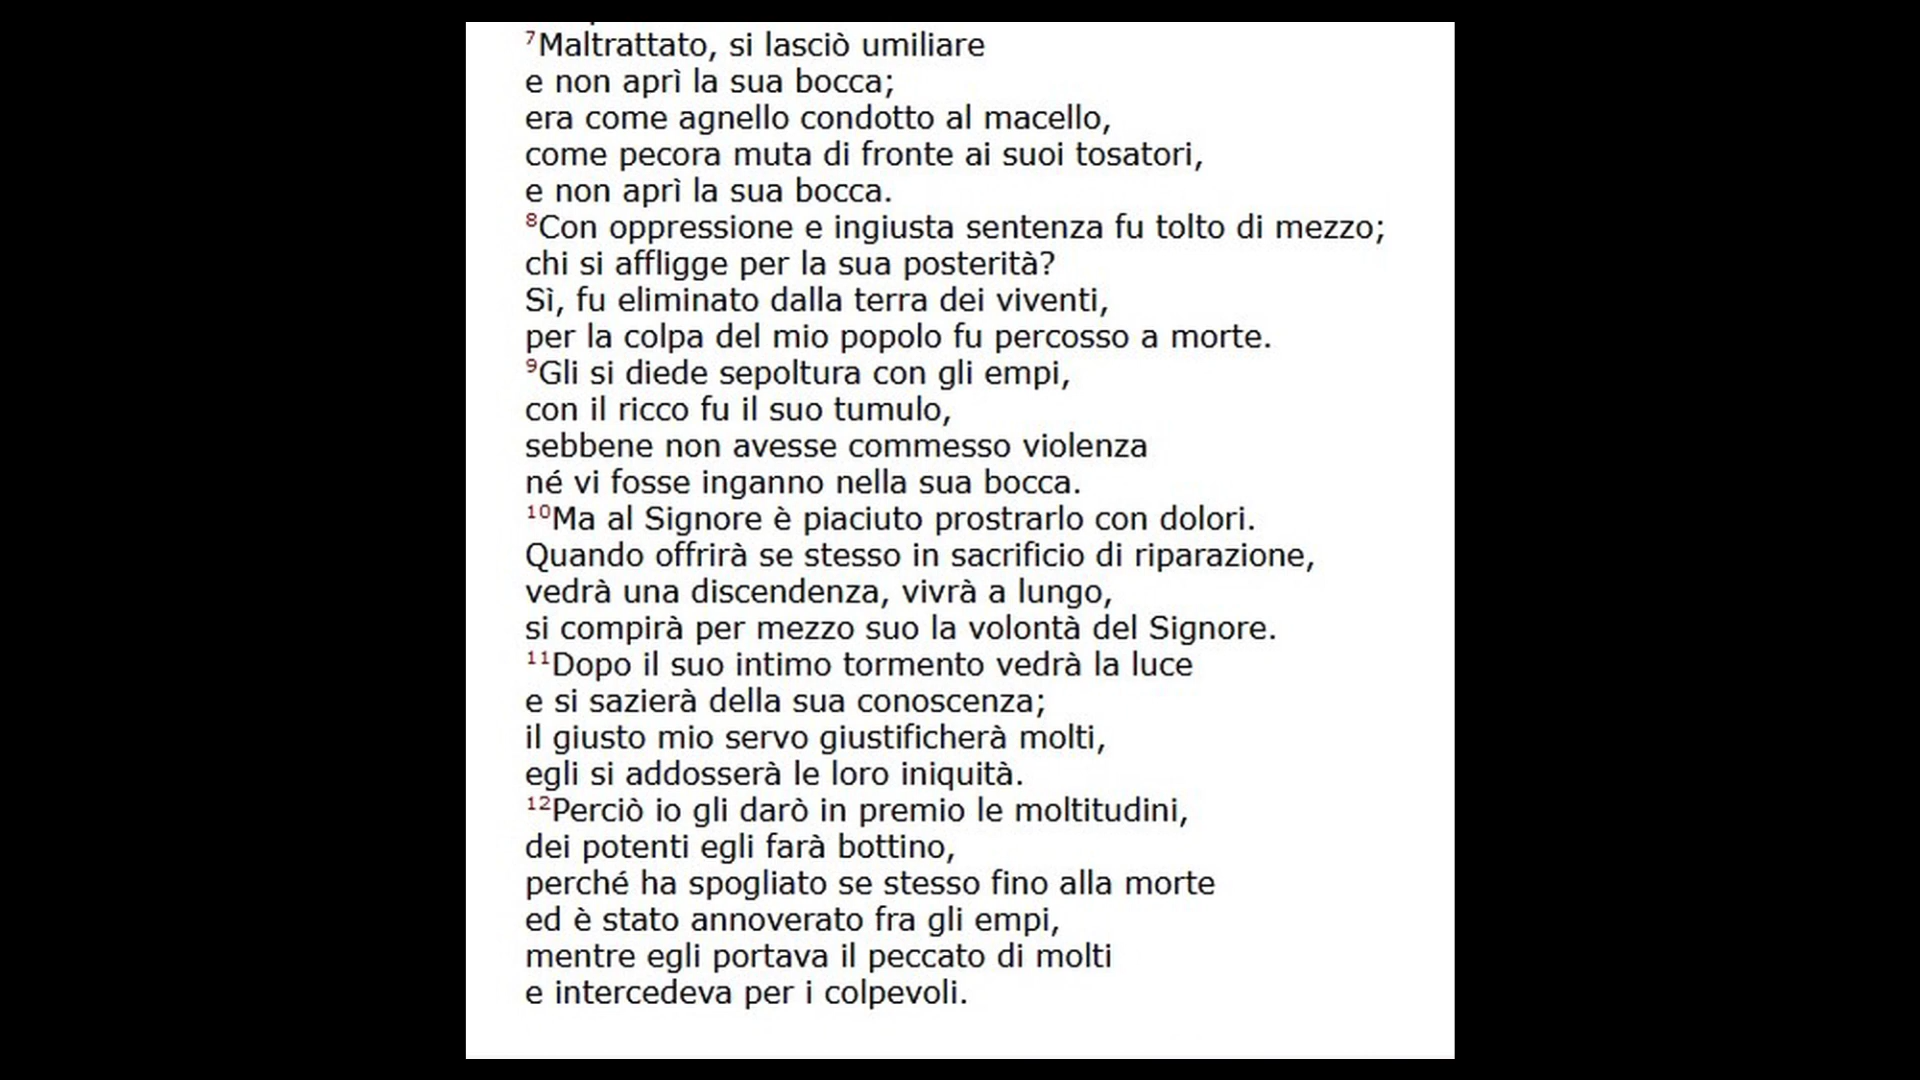 7Maltrattato, si lasciò umiliare
e non aprì la sua bocca;
era come agnello condotto al macello,
come pecora muta di fronte ai suoi tosatori,
e non aprì la sua bocca.
8Con oppressione e ingiusta sentenza fu tolto di mezzo;
chi si affligge per la sua posterità?
Sì, fu eliminato dalla terra dei viventi,
per la colpa del mio popolo fu percosso a morte.
9Gli si diede sepoltura con gli empi,
con il ricco fu il suo tumulo,
sebbene non avesse commesso violenza
né vi fosse inganno nella sua bocca.
10Ma al Signore è piaciuto prostrarlo con dolori.
Quando offrirà se stesso in sacrificio di riparazione,
vedrà una discendenza, vivrà a lungo,
si compirà per mezzo suo la volontà del Signore.
11Dopo il suo intimo tormento vedrà la luce
e si sazierà della sua conoscenza;
il giusto mio servo giustificherà molti,
egli si addosserà le loro iniquità.
12Perciò io gli darò in premio le moltitudini,
dei potenti egli farà bottino,
perché ha spogliato se stesso fino alla morte
ed è stato annoverato fra gli empi,
mentre egli portava il peccato di molti
e intercedeva per i colpevoli.